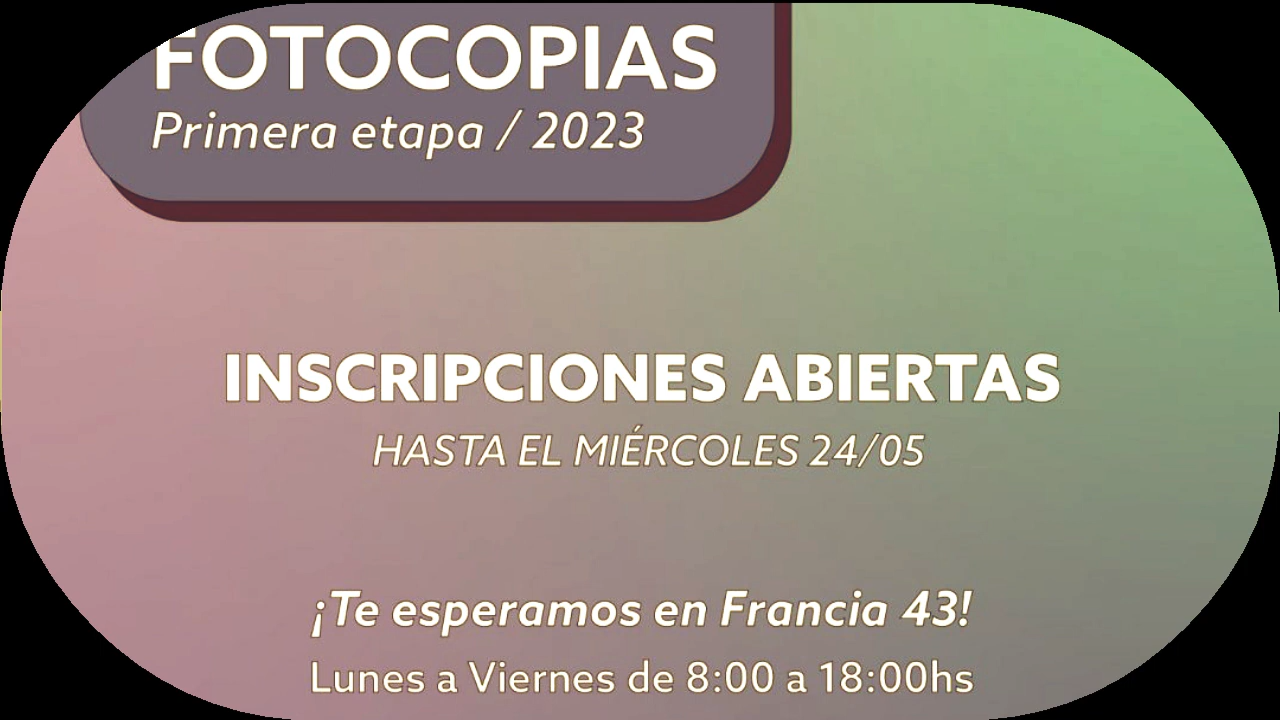 FOTOCOPIAS
Primera etapa / 2023
INSCRIPCIONES ABIERTAS
HASTA EL MIÉRCOLES 24/05
¡Te esperamos en Francia 43!
Lunes a Viernes de 8:00 a 18:00hs